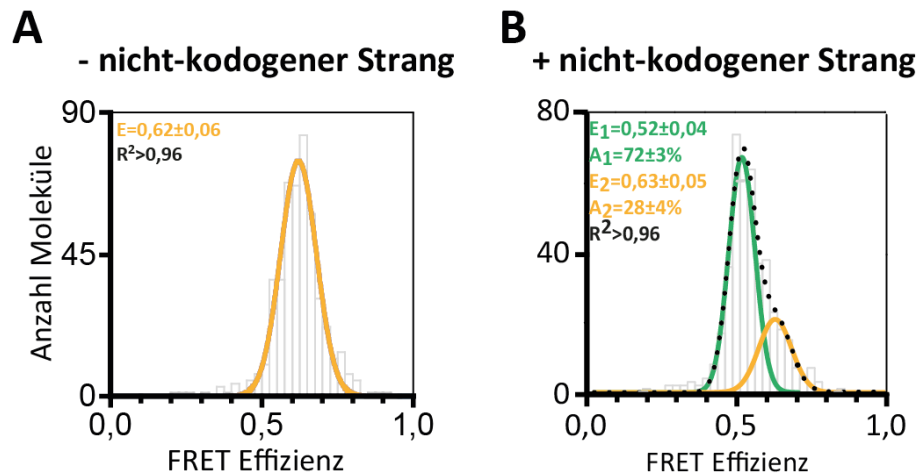 A
- nicht-kodogener Strang
90
E=0,62±0,06
R²>0,96
45
0
Anzahl Moleküle
0,0
0,5
1,0
FRET Effizienz
B
+ nicht-kodogener Strang
80
E₁=0,52±0,04
A₁=72±3%
E₂=0,63±0,05
A₂=28±4%
R²>0,96
40
0
0,0
0,5
1,0
FRET Effizienz